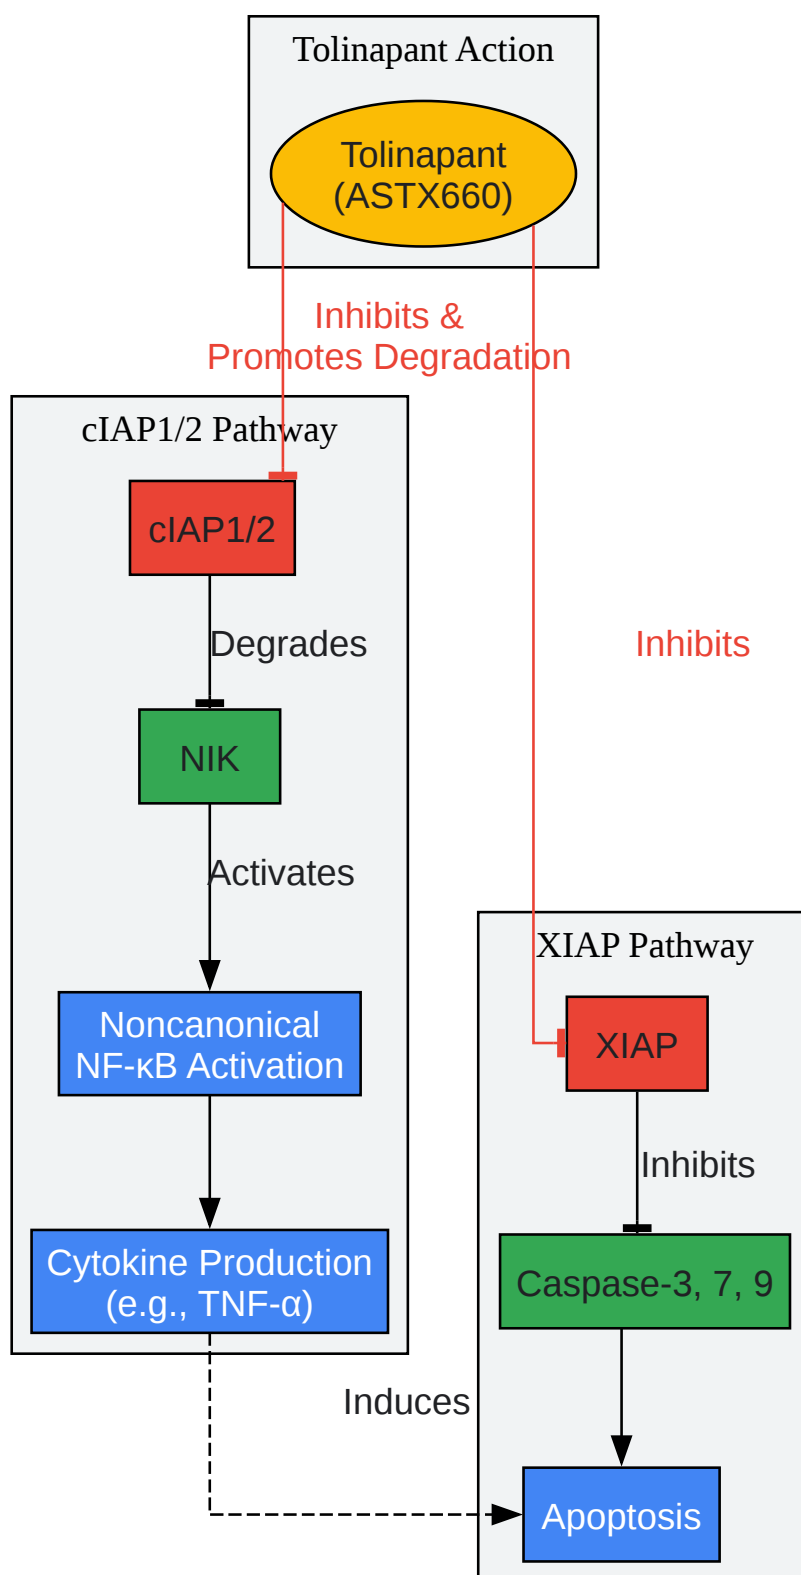 Tolinapant Action
Tolinapant
(ASTX660)
Inhibits &
Promotes Degradation
cIAP1/2 Pathway
cIAP1/2
Degrades
Inhibits
NIK
Activates
XIAP Pathway
Noncanonical
NF-κB Activation
XIAP
Inhibits
Cytokine Production
(e.g., TNF-α)
Caspase-3, 7, 9
Induces
Apoptosis